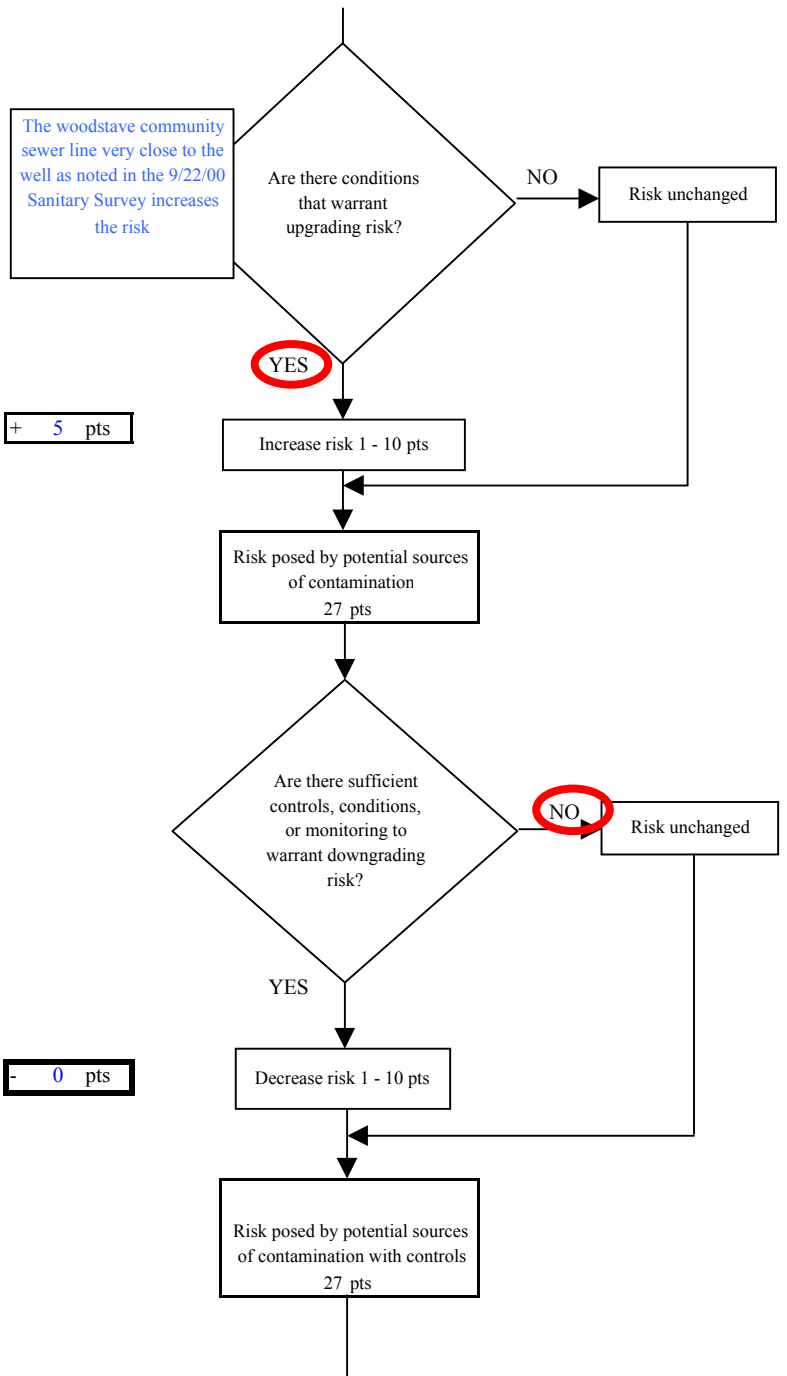 The woodstave community
sewer line very close to the
well as noted in the 9/22/00
Sanitary Survey increases
the risk
Are there conditions
that warrant
upgrading risk?
NO
Risk unchanged
YES
+ 5 pts
Increase risk 1 - 10 pts
Risk posed by potential sources
of contamination
27 pts
Are there sufficient
controls, conditions,
or monitoring to
warrant downgrading
risk?
NO
Risk unchanged
YES
- 0 pts
Decrease risk 1 - 10 pts
Risk posed by potential sources
of contamination with controls
27 pts